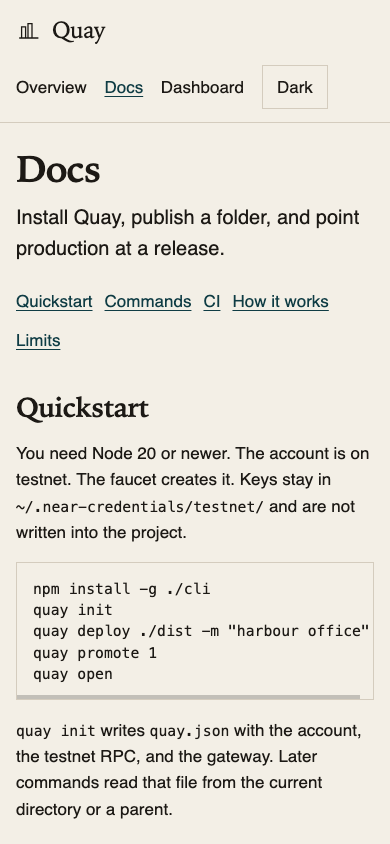 Quay
Overview Docs Dashboard Dark
Docs
Install Quay, publish a folder, and point
production at a release.
Quickstart Commands CI How it works
Limits
Quickstart
You need Node 20 or newer. The account is on
testnet. The faucet creates it. Keys stay in
~/.near-credentials/testnet/ and are not
written into the project.
npm install -g ./cli
quay init
quay deploy ./dist -m "harbour office"
quay promote 1
quay open
quay init writes quay.json with the account,
the testnet RPC, and the gateway. Later
commands read that file from the current
directory or a parent.